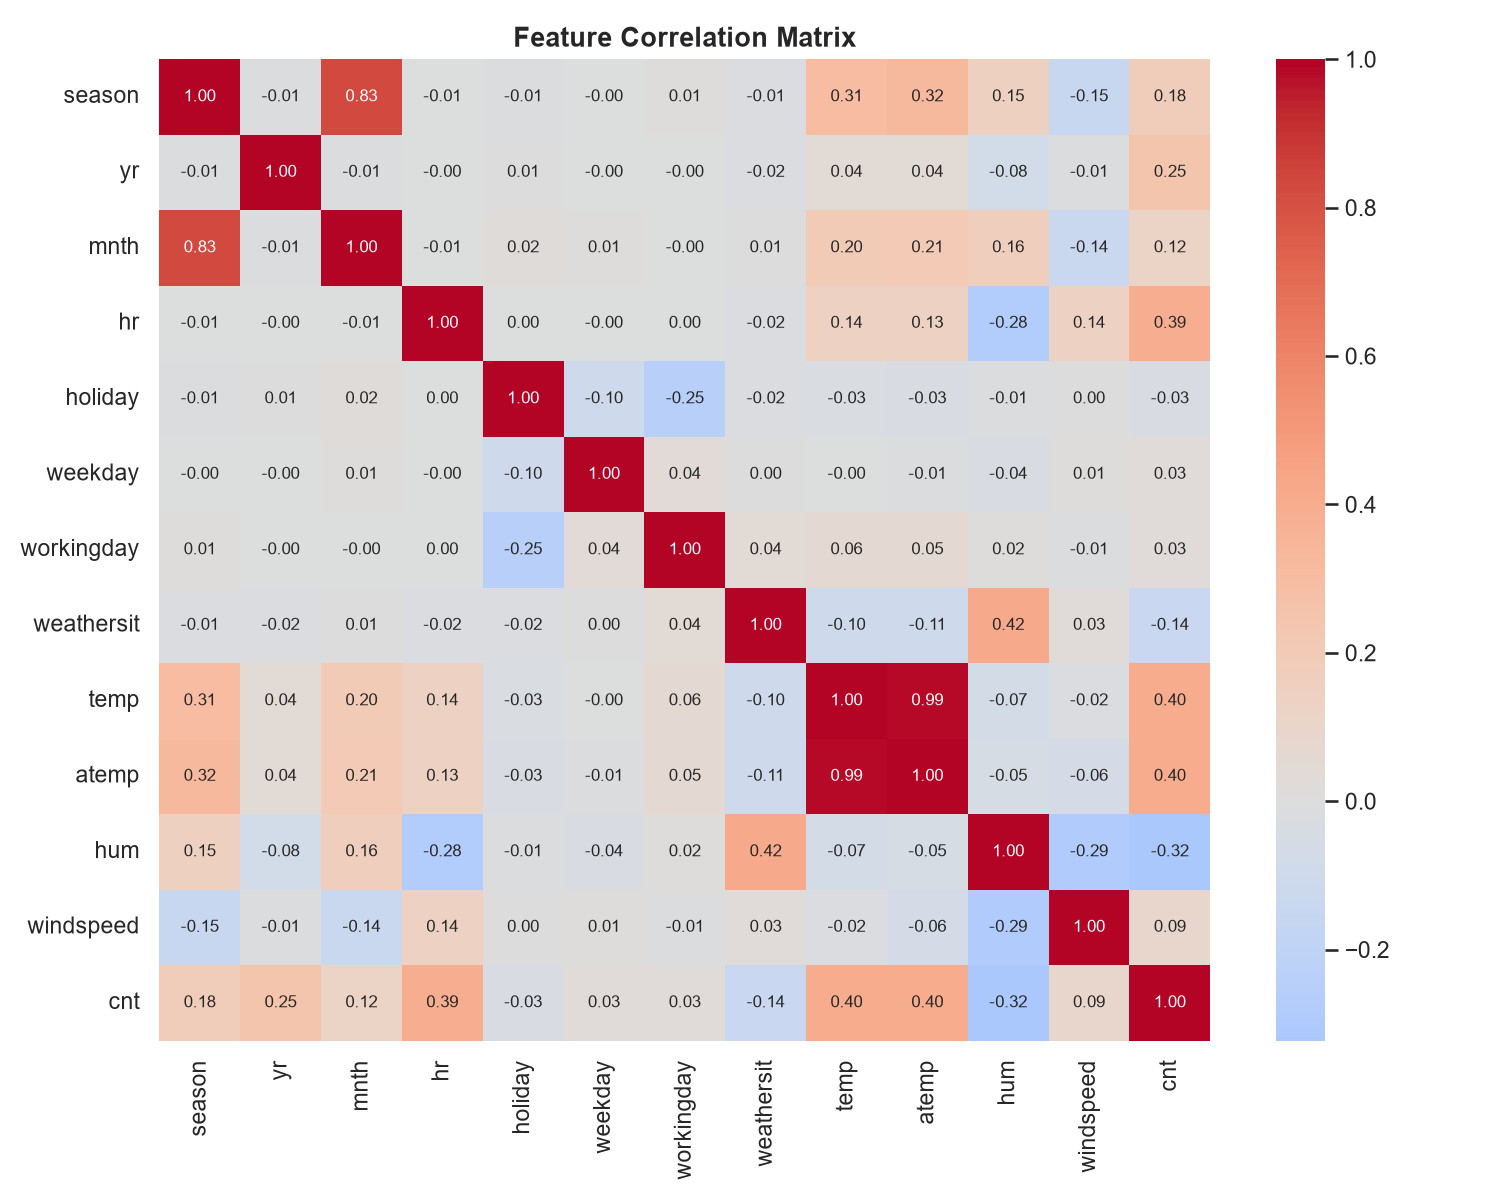 Feature Correlation Matrix
season 1.00 -0.01 0.83 -0.01 -0.01 -0.00 0.01 -0.01 0.31 0.32 0.15 -0.15 0.18
yr -0.01 1.00 -0.01 -0.00 0.01 -0.00 -0.00 -0.02 0.04 0.04 -0.08 -0.01 0.25
mnth 0.83 -0.01 1.00 -0.01 0.02 0.01 -0.00 0.01 0.20 0.21 0.16 -0.14 0.12
hr -0.01 -0.00 -0.01 1.00 0.00 -0.00 0.00 -0.02 0.14 0.13 -0.28 0.14 0.39
holiday -0.01 0.01 0.02 0.00 1.00 -0.10 -0.25 -0.02 -0.03 -0.03 -0.01 0.00 -0.03
weekday -0.00 -0.00 0.01 -0.00 -0.10 1.00 0.04 0.00 -0.00 -0.01 -0.04 0.01 0.03
workingday 0.01 -0.00 -0.00 0.00 -0.25 0.04 1.00 0.04 0.06 0.05 0.02 -0.01 0.03
weathersit -0.01 -0.02 0.01 -0.02 -0.02 0.00 0.04 1.00 -0.10 -0.11 0.42 0.03 -0.14
temp 0.31 0.04 0.20 0.14 -0.03 -0.00 0.06 -0.10 1.00 0.99 -0.07 -0.02 0.40
atemp 0.32 0.04 0.21 0.13 -0.03 -0.01 0.05 -0.11 0.99 1.00 -0.05 -0.06 0.40
hum 0.15 -0.08 0.16 -0.28 -0.01 -0.04 0.02 0.42 -0.07 -0.05 1.00 -0.29 -0.32
windspeed -0.15 -0.01 -0.14 0.14 0.00 0.01 -0.01 0.03 -0.02 -0.06 -0.29 1.00 0.09
cnt 0.18 0.25 0.12 0.39 -0.03 0.03 0.03 -0.14 0.40 0.40 -0.32 0.09 1.00
season yr mnth hr holiday weekday workingday weathersit temp atemp hum windspeed cnt
1.0
0.8
0.6
0.4
0.2
0.0
−0.2